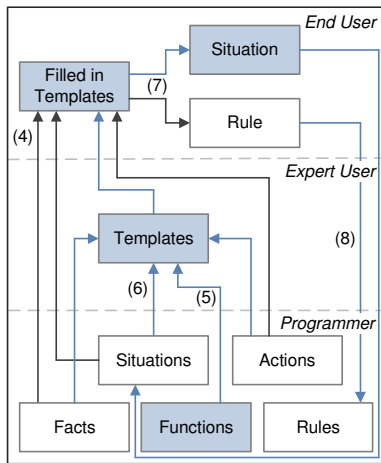 End User
Situation
Filled in
Templates
(7)
(4)
Rule
Expert User
Templates
(8)
(6)
(5)
Programmer
Situations
Actions
Facts
Functions
Rules